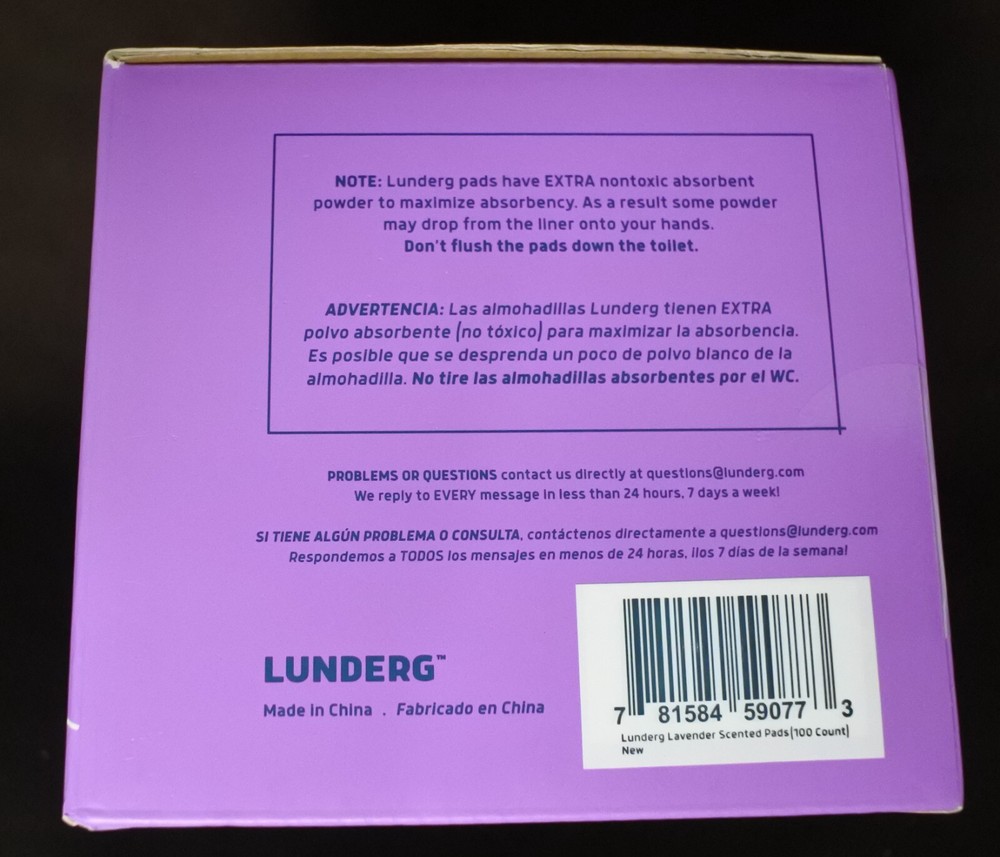 NOTE: Lunderg pads have EXTRA nontoxic absorbent
powder to maximize absorbency. As a result some powder
may drop from the liner onto your hands.
Don't flush the pads down the toilet.
ADVERTENCIA: Las almohadillas Lunderg tienen EXTRA
polvo absorbente (no tóxico) para maximizar la absorbencia.
Es posible que se desprenda un poco de polvo blanco de la
almohadilla. No tire las almohadillas absorbentes por el WC.
PROBLEMS OR QUESTIONS contact us directly at questions@lunderg.com
We reply to EVERY message in less than 24 hours, 7 days a week!
SI TIENE ALGÚN PROBLEMA O CONSULTA, contáctenos directamente a questions@lunderg.com
Respondemos a TODOS los mensajes en menos de 24 horas, ¡los 7 días de la semana!
LUNDERG™
Made in China . Fabricado en China
7 81584 59077 3
Lunderg Lavender Scented Pads(100 Count)
New